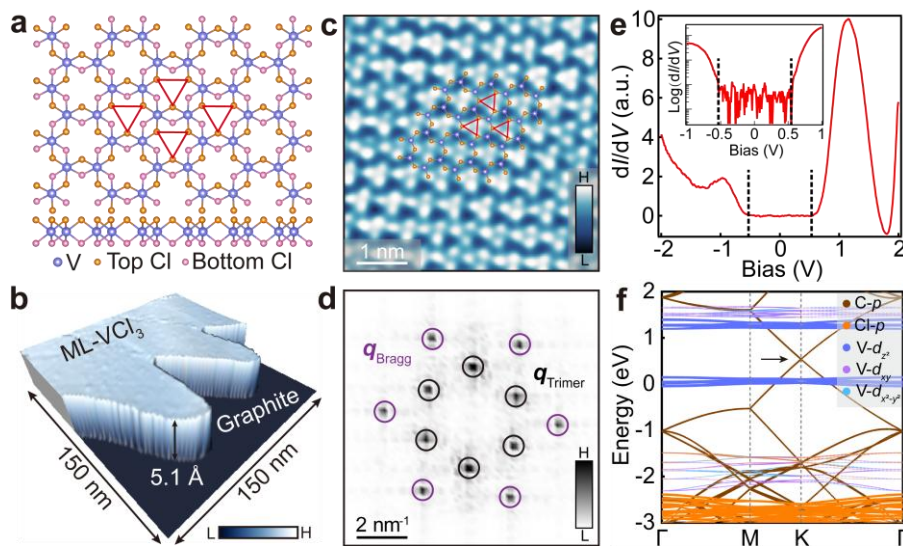 a
V Top Cl Bottom Cl
b
ML-VCl₃
Graphite
5.1 Å
150 nm
150 nm
L H
c
H
L
1 nm
d
qBragg
qTrimer
H
L
2 nm⁻¹
e
dI/dV (a.u.)
10
8
6
4
2
0
-2 -1 0 1 2
Bias (V)
Log(dI/dV)
-1 -0.5 0 0.5 1
Bias (V)
f
Energy (eV)
2
1
0
-1
-2
-3
Γ M K Γ
C-p
Cl-p
V-dz²
V-dxy
V-dx²-y²